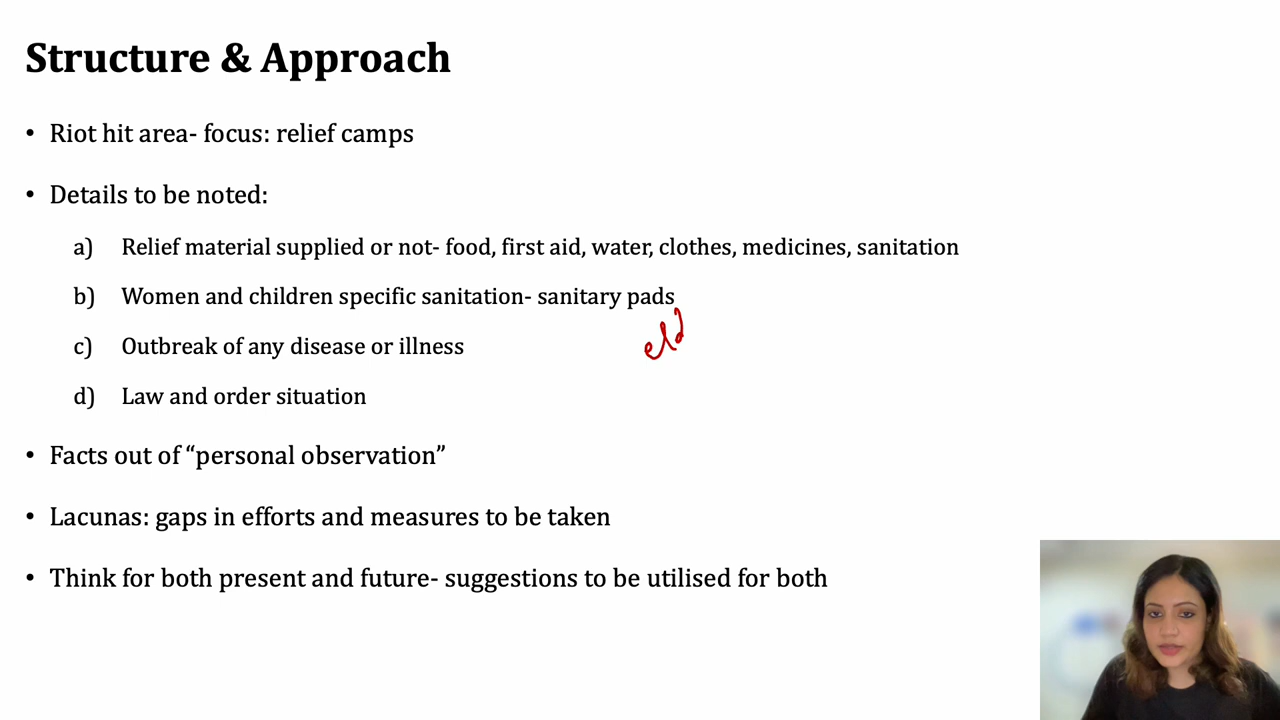 Structure & Approach
• Riot hit area- focus: relief camps
• Details to be noted:
a) Relief material supplied or not- food, first aid, water, clothes, medicines, sanitation
b) Women and children specific sanitation- sanitary pads
eld
c) Outbreak of any disease or illness
d) Law and order situation
• Facts out of “personal observation”
• Lacunas: gaps in efforts and measures to be taken
• Think for both present and future- suggestions to be utilised for both